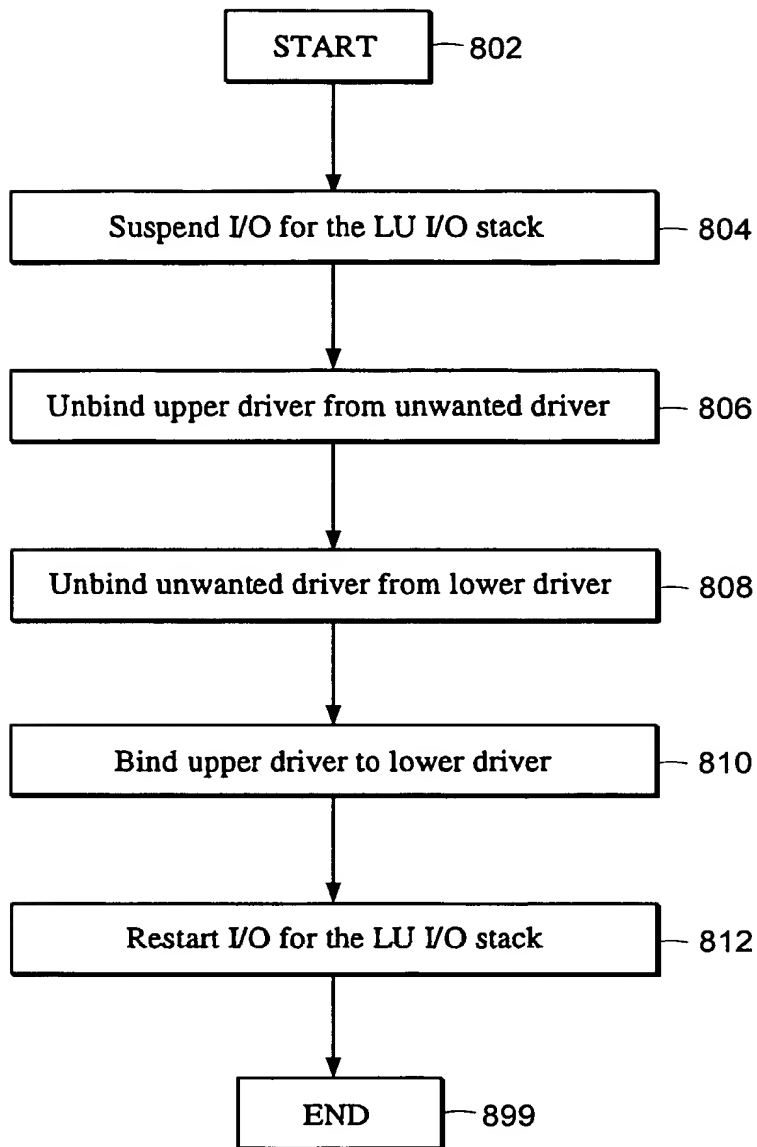 START 802
Suspend I/O for the LU I/O stack 804
Unbind upper driver from unwanted driver 806
Unbind unwanted driver from lower driver 808
Bind upper driver to lower driver 810
Restart I/O for the LU I/O stack 812
END 899